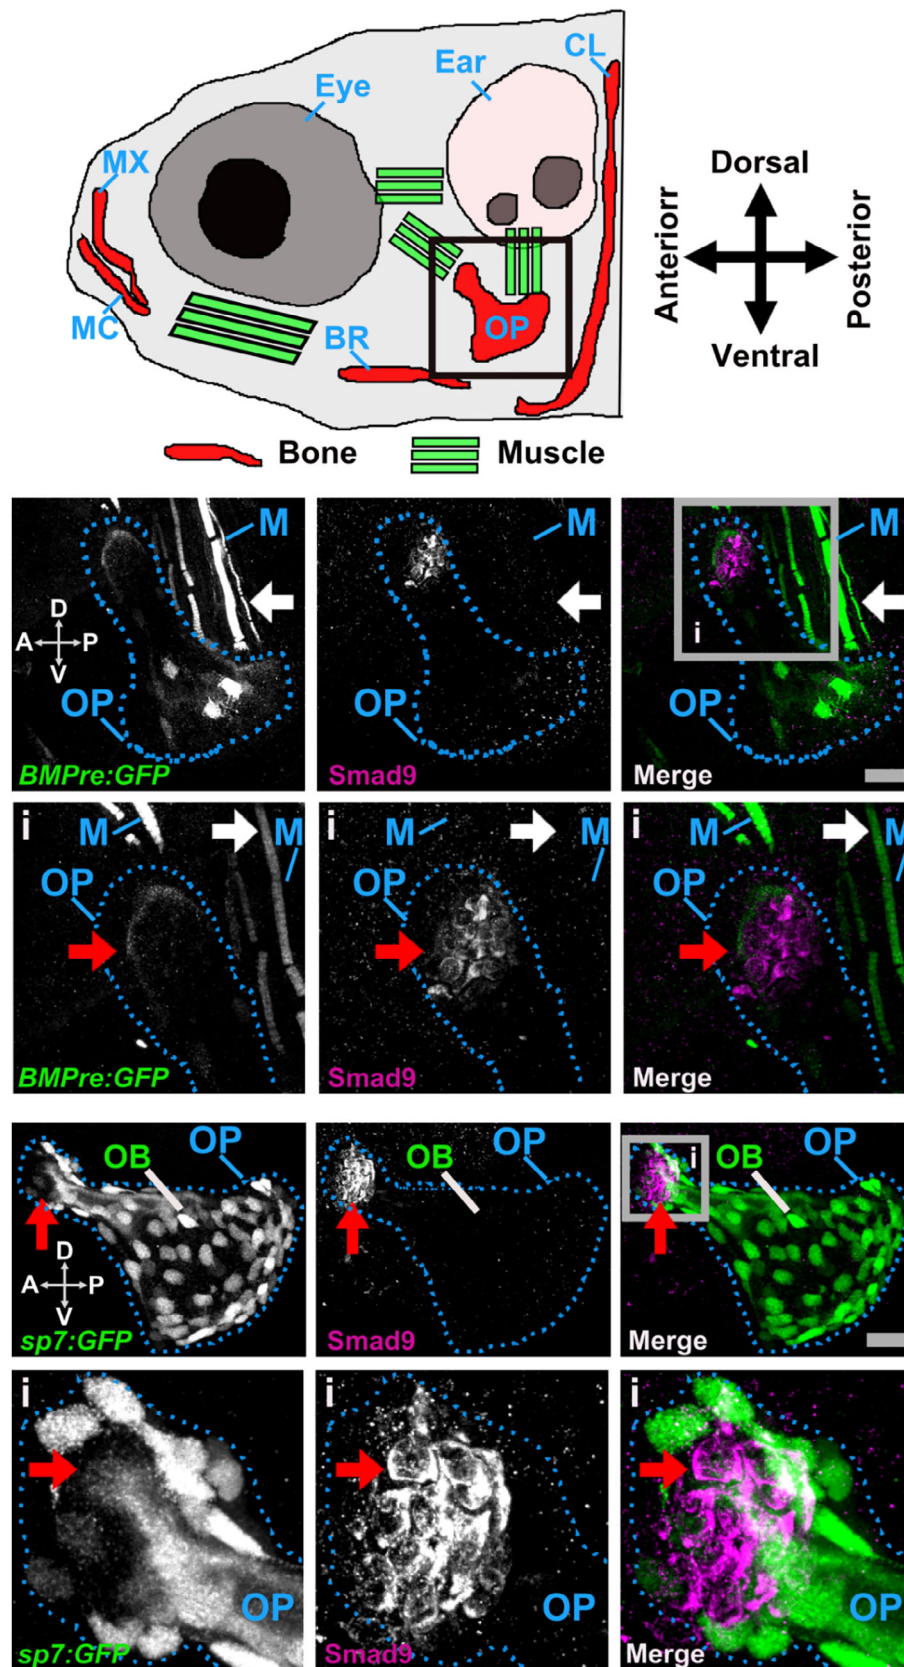 CL
Ear
Eye
MX
Dorsal
Anteriorr
Posterior
Ventral
MC
BR
OP
Bone
Muscle
M
M
M
D
A
P
V
i
OP
OP
BMPre:GFP
Smad9
Merge
i
M
M
i
M
M
i
M
M
OP
OP
OP
BMPre:GFP
Smad9
Merge
OB
OP
OB
OP
i
OP
OB
D
A
P
V
sp7:GFP
Smad9
Merge
i
i
i
OP
OP
OP
sp7:GFP
Smad9
Merge